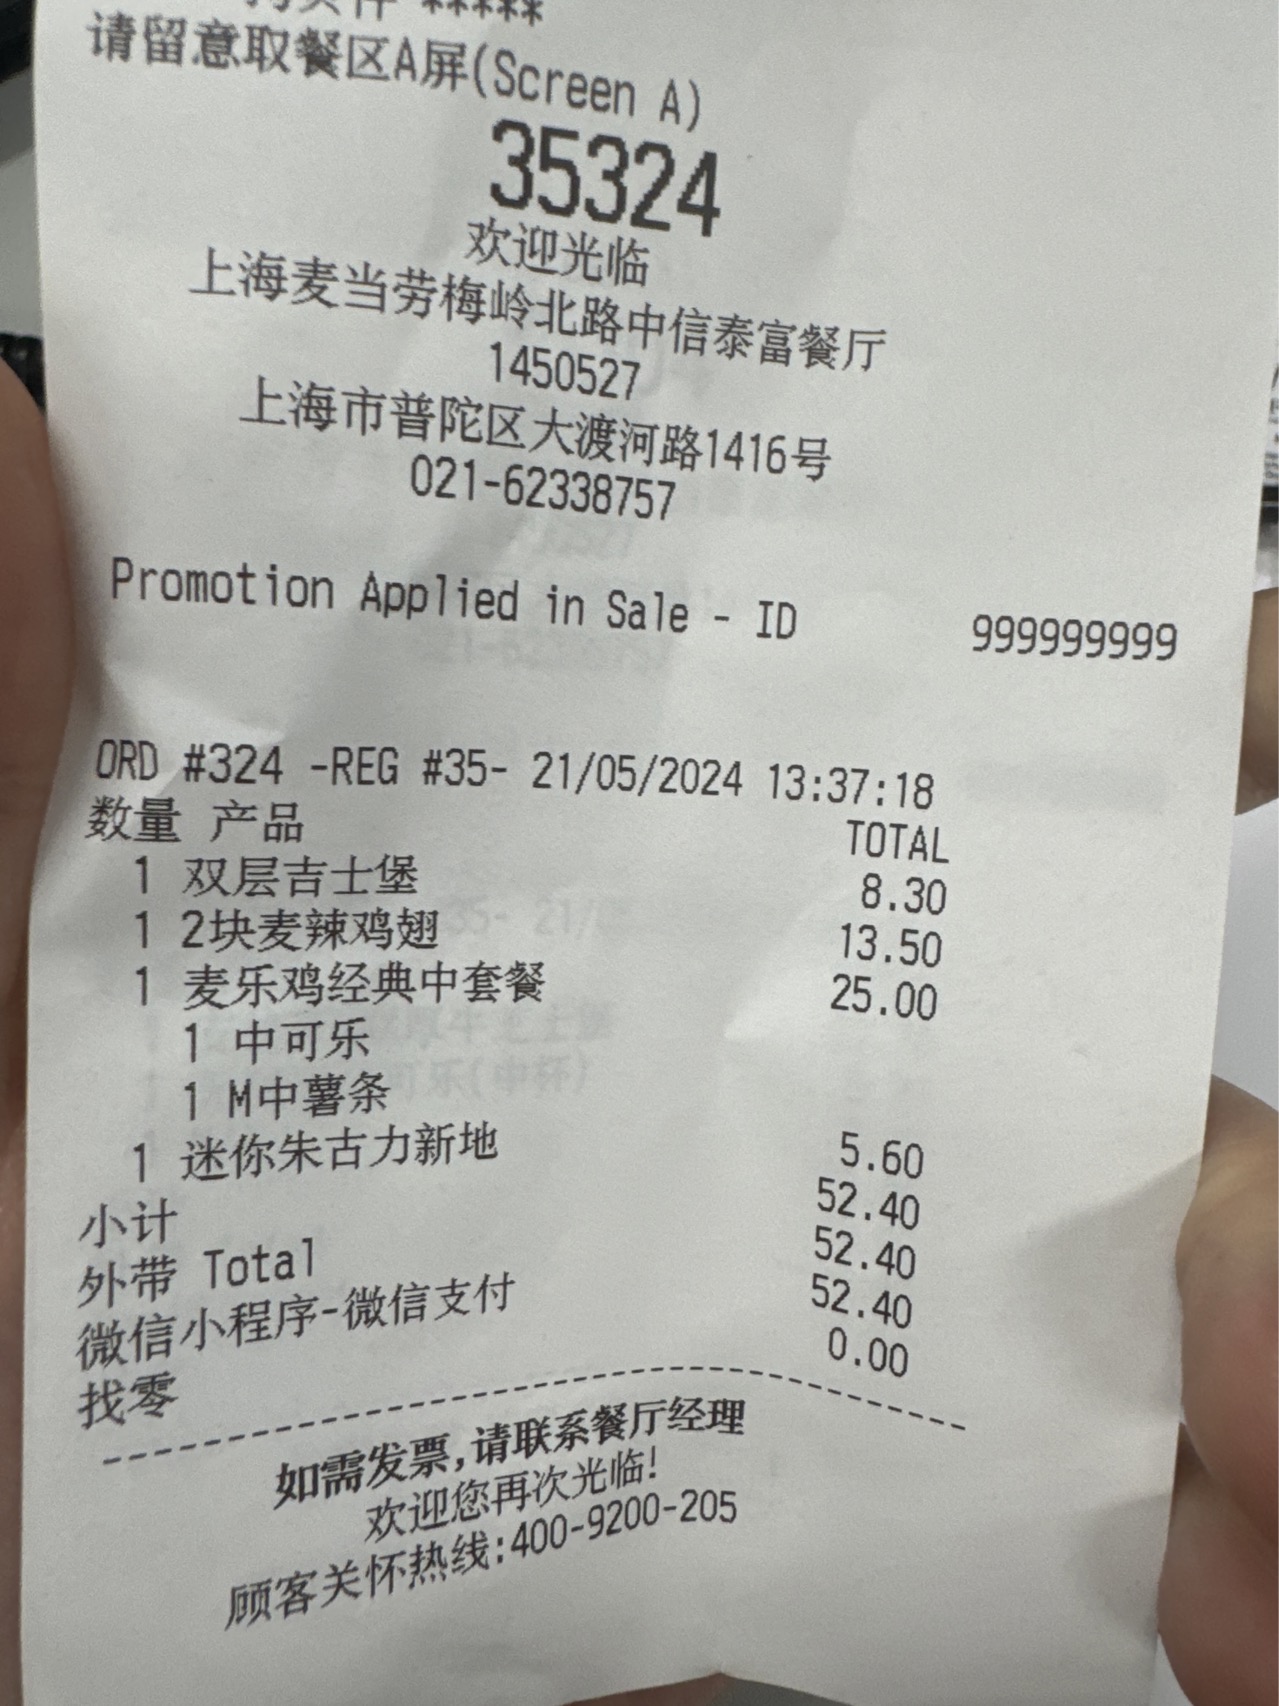 *****
请留意取餐区A屏(Screen A)
35324
欢迎光临
上海麦当劳梅岭北路中信泰富餐厅
1450527
上海市普陀区大渡河路1416号
021-62338757
Promotion Applied in Sale - ID 999999999
ORD #324 -REG #35- 21/05/2024 13:37:18
数量 产品 TOTAL
1 双层吉士堡 8.30
1 2块麦辣鸡翅 13.50
1 麦乐鸡经典中套餐 25.00
1 中可乐
1 M中薯条
1 迷你朱古力新地 5.60
小计 52.40
外带 Total 52.40
微信小程序-微信支付 52.40
找零 0.00
如需发票,请联系餐厅经理
欢迎您再次光临!
顾客关怀热线:400-9200-205